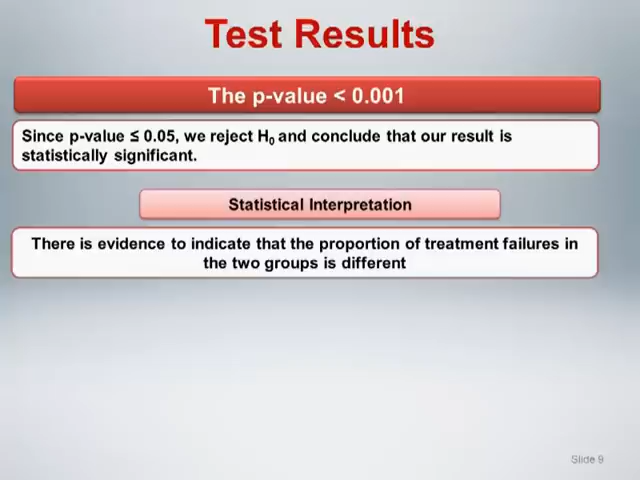 Test Results
The p-value < 0.001
Since p-value ≤ 0.05, we reject H₀ and conclude that our result is
statistically significant.
Statistical Interpretation
There is evidence to indicate that the proportion of treatment failures in
the two groups is different
Slide 9